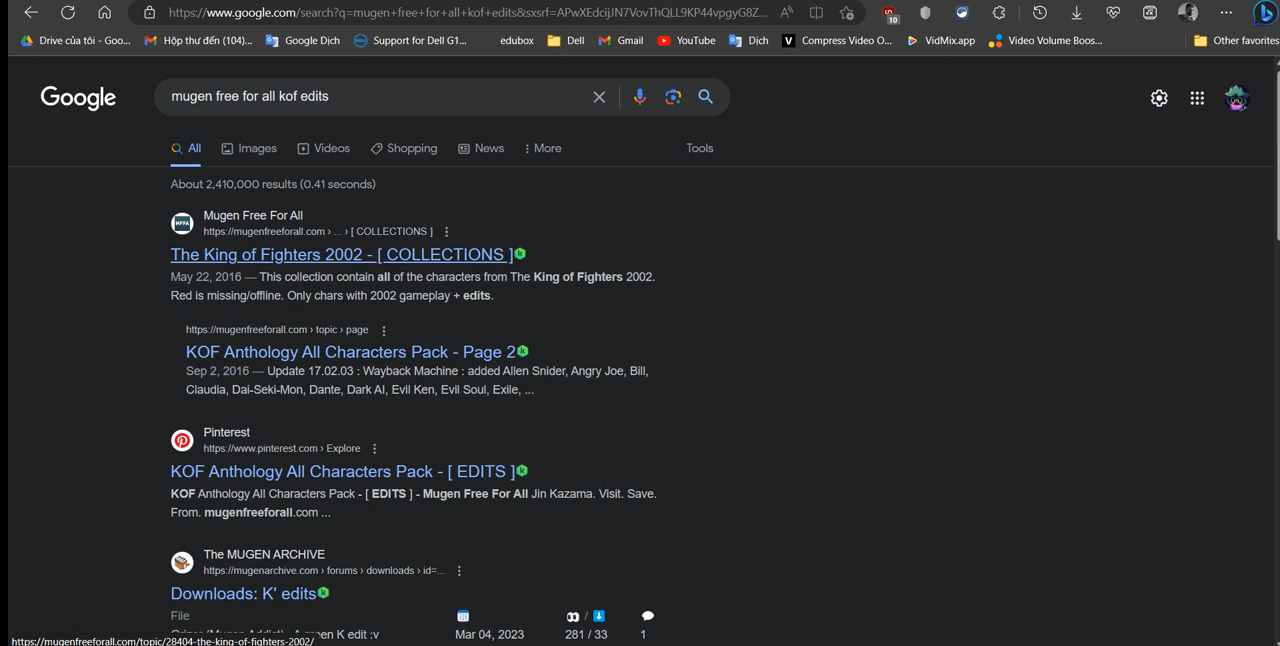 https://www.google.com/search?q=mugen+free+for+all+kof+edits&sxsrf=APwXEdcijJN7VovThQLL9KP44vpgyG8Z...
10
Drive của tôi - Goo...
Hộp thư đến (104)...
Google Dịch
Support for Dell G1...
edubox
Dell
Gmail
YouTube
Dịch
Compress Video O...
VidMix.app
Video Volume Boos...
Other favorites
Google
mugen free for all kof edits
All
Images
Videos
Shopping
News
More
Tools
About 2,410,000 results (0.41 seconds)
MFFA
Mugen Free For All
https://mugenfreeforall.com › ... › [ COLLECTIONS ]
The King of Fighters 2002 - [ COLLECTIONS ]
May 22, 2016 — This collection contain all of the characters from The King of Fighters 2002.
Red is missing/offline. Only chars with 2002 gameplay + edits.
https://mugenfreeforall.com › topic › page
KOF Anthology All Characters Pack - Page 2
Sep 2, 2016 — Update 17.02.03 : Wayback Machine : added Allen Snider, Angry Joe, Bill,
Claudia, Dai-Seki-Mon, Dante, Dark AI, Evil Ken, Evil Soul, Exile, ...
Pinterest
https://www.pinterest.com › Explore
KOF Anthology All Characters Pack - [ EDITS ]
KOF Anthology All Characters Pack - [ EDITS ] - Mugen Free For All Jin Kazama. Visit. Save.
From. mugenfreeforall.com ...
The MUGEN ARCHIVE
https://mugenarchive.com › forums › downloads › id=...
Downloads: K' edits
File
/
(Mugen Addict) - A green K edit :v
Mar 04, 2023
281 / 33
1
https://mugenfreeforall.com/topic/28404-the-king-of-fighters-2002/